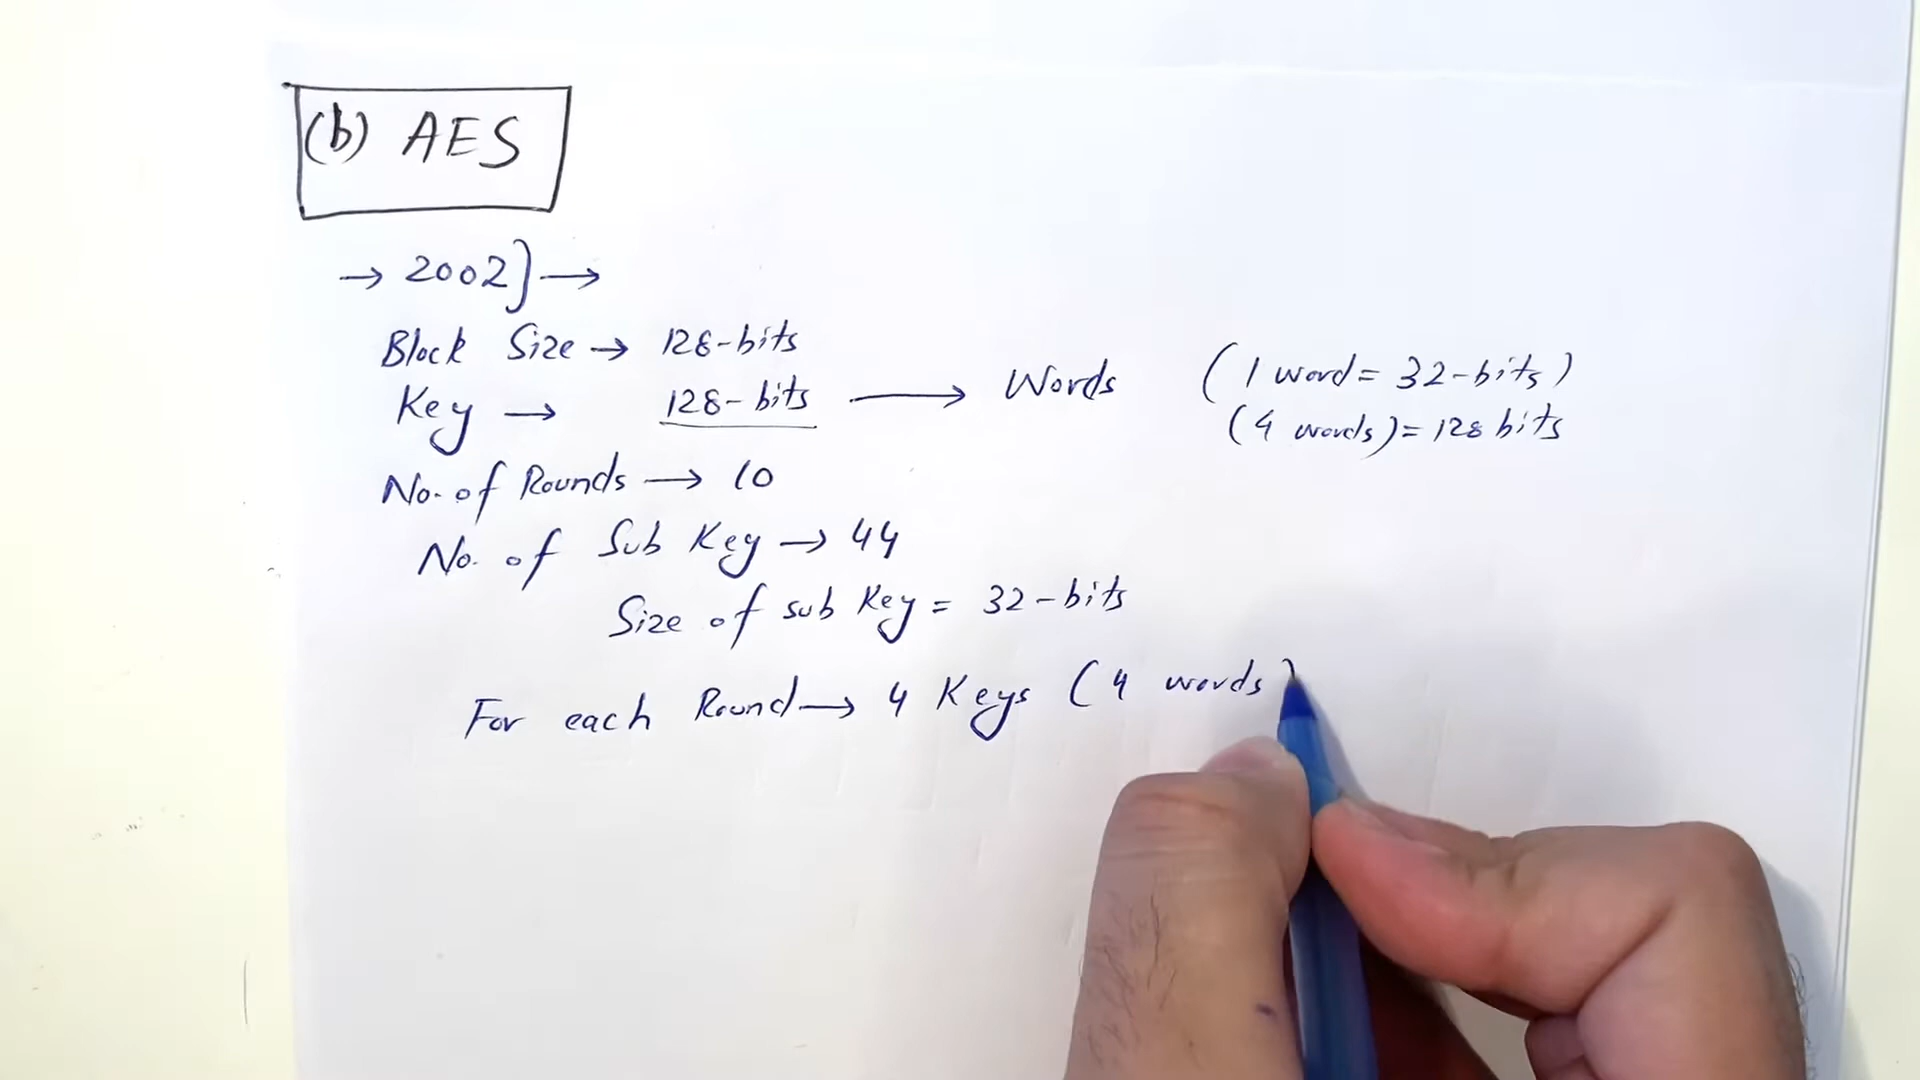 (b) AES
→ 2002} →
Block Size → 128-bits
Key → 128-bits → Words (1 word = 32-bits)
(4 words) = 128 bits
No. of Rounds → 10
No. of Sub Key → 44
Size of sub Key = 32-bits
For each Round → 4 Keys (4 words)